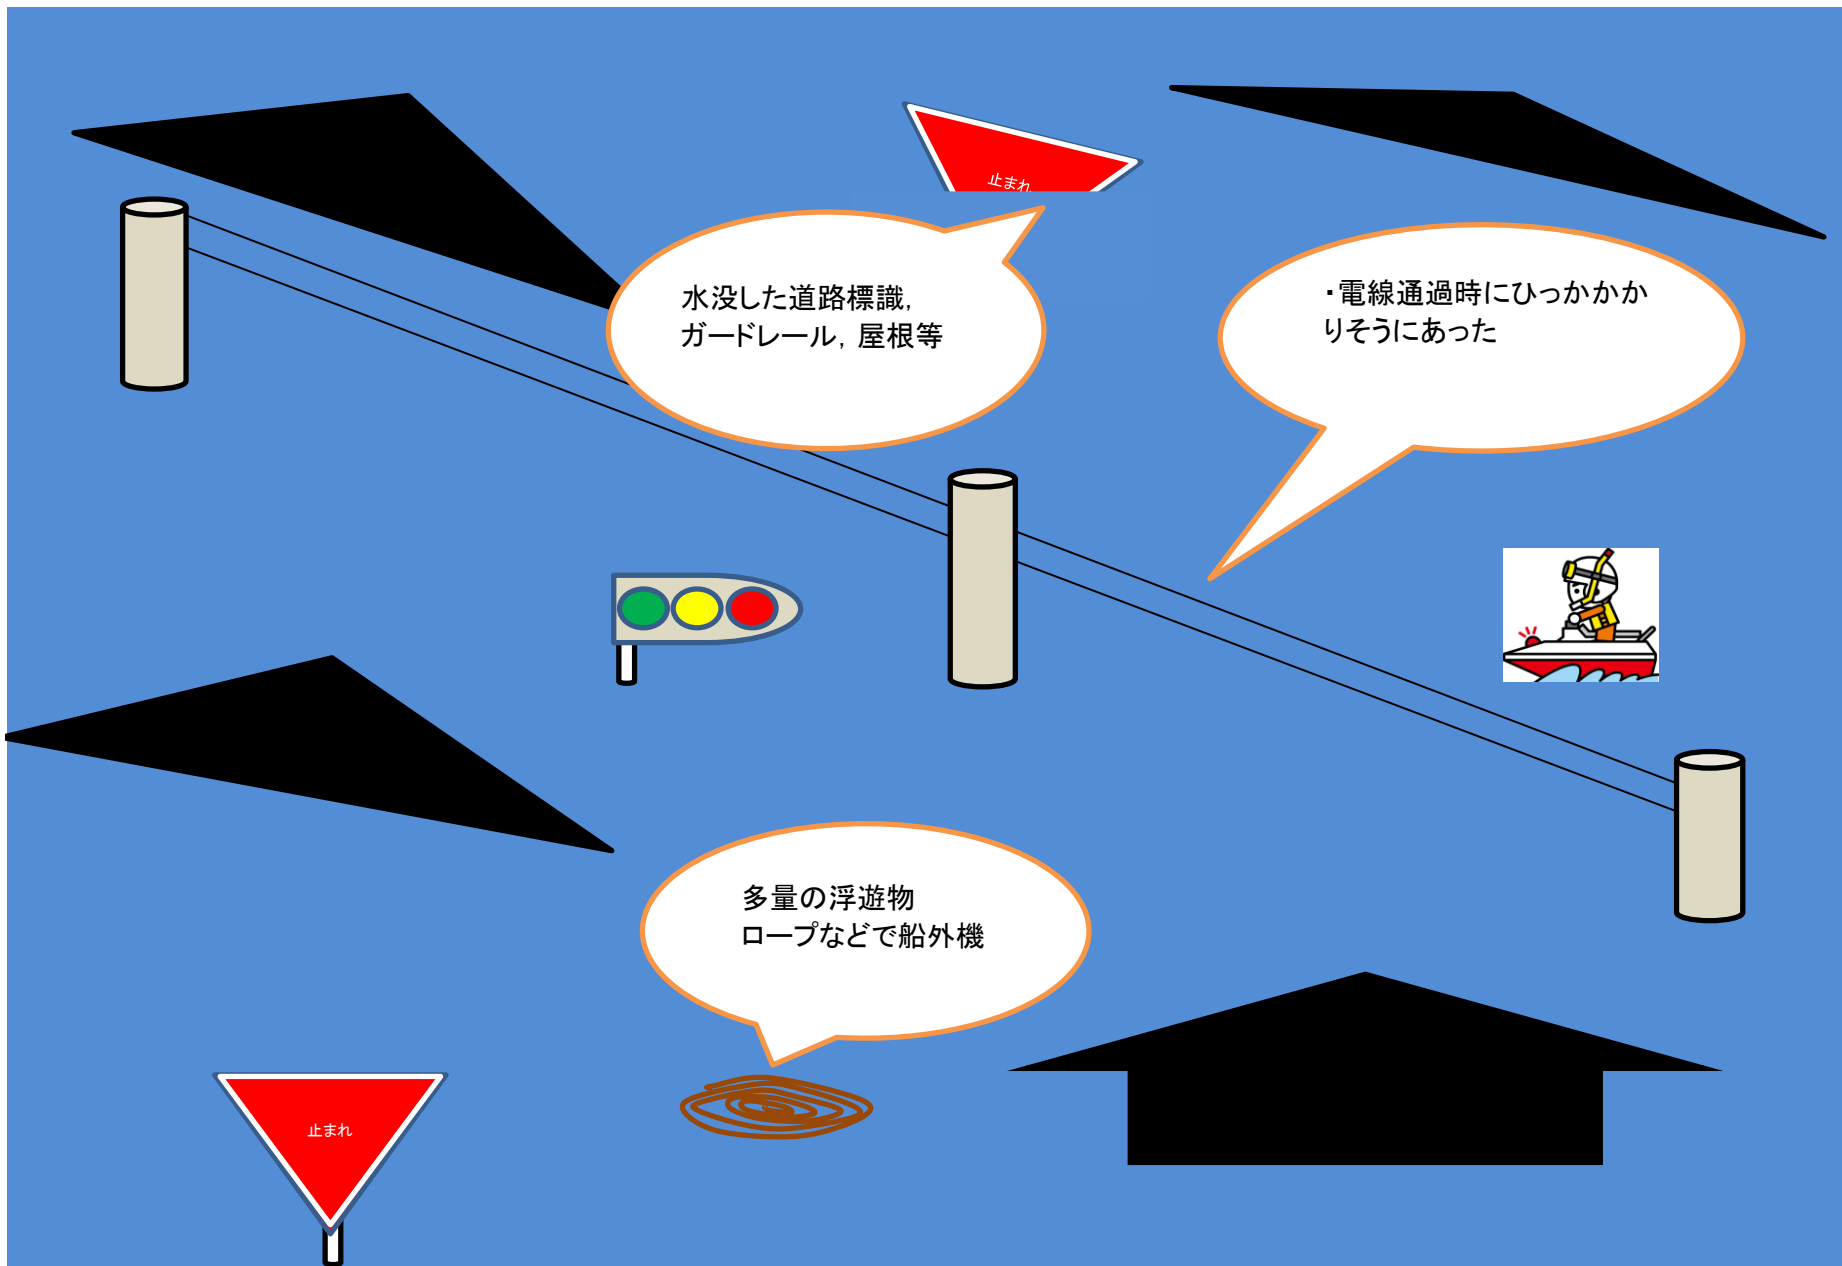 止まれ
水没した道路標識，
ガードレール，屋根等
・電線通過時にひっかかか
りそうにあった
多量の浮遊物
ロープなどで船外機
止まれ